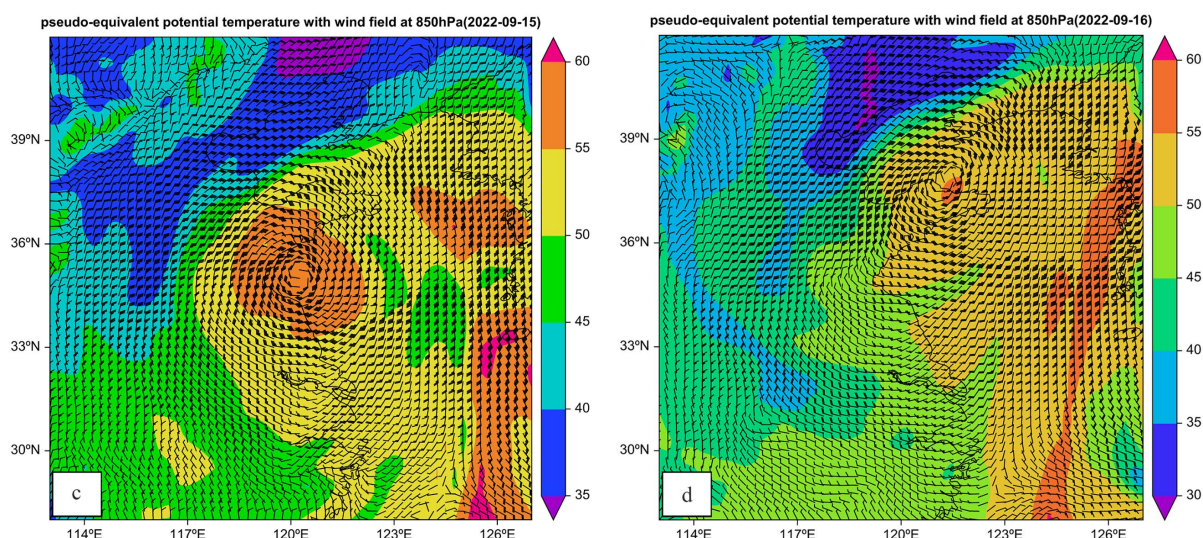 pseudo-equivalent potential temperature with wind field at 850hPa(2022-09-15)
60
55
50
45
40
35
39ºN
36ºN
33ºN
30ºN
114ºE
117ºE
120ºE
123ºE
126ºE
c
pseudo-equivalent potential temperature with wind field at 850hPa(2022-09-16)
60
55
50
45
40
35
30
39ºN
36ºN
33ºN
30ºN
114ºE
117ºE
120ºE
123ºE
126ºE
d